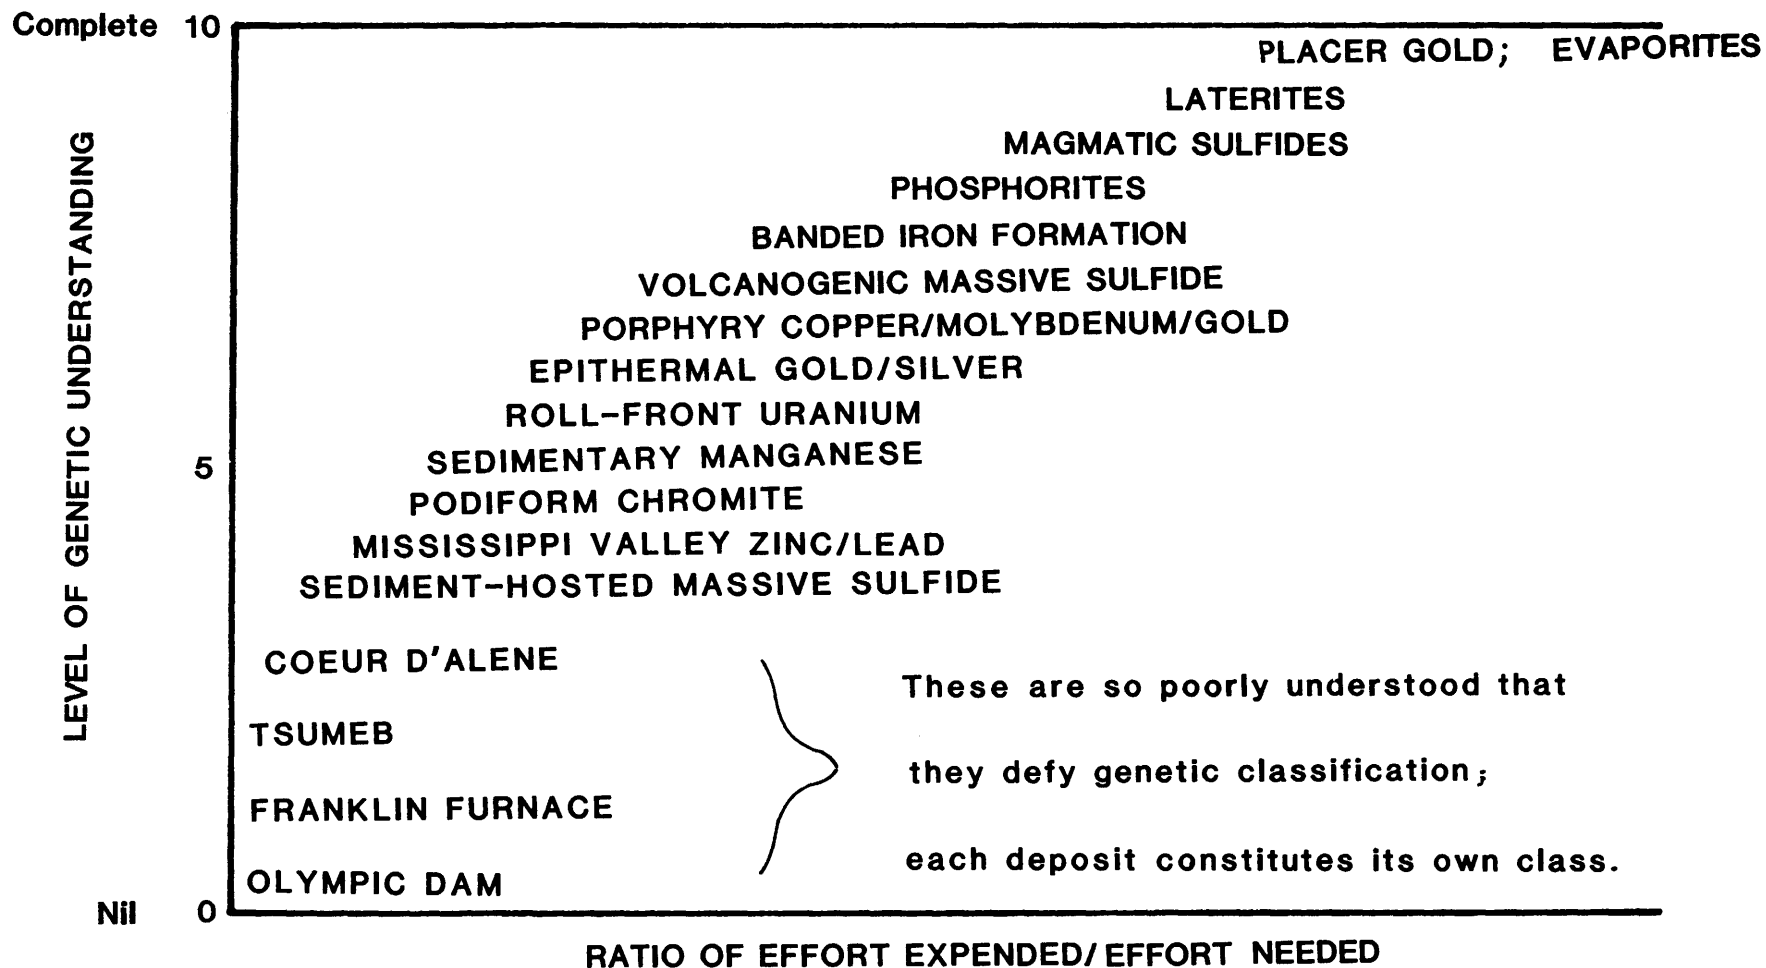 Complete 10
PLACER GOLD; EVAPORITES
LATERITES
MAGMATIC SULFIDES
PHOSPHORITES
BANDED IRON FORMATION
VOLCANOGENIC MASSIVE SULFIDE
PORPHYRY COPPER/MOLYBDENUM/GOLD
EPITHERMAL GOLD/SILVER
ROLL-FRONT URANIUM
5
SEDIMENTARY MANGANESE
PODIFORM CHROMITE
MISSISSIPPI VALLEY ZINC/LEAD
SEDIMENT-HOSTED MASSIVE SULFIDE
COEUR D'ALENE
TSUMEB
FRANKLIN FURNACE
OLYMPIC DAM
These are so poorly understood that
they defy genetic classification;
each deposit constitutes its own class.
Nil 0
LEVEL OF GENETIC UNDERSTANDING
RATIO OF EFFORT EXPENDED/EFFORT NEEDED